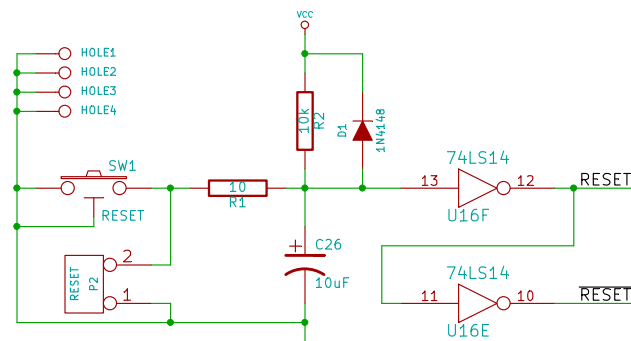 VCC
HOLE1
HOLE2
HOLE3
HOLE4
10k
R2
D1
1N4148
SW1
RESET
10
R1
74LS14
13
12
U16F
RESET
C26
10uF
RESET
P2
2
1
74LS14
11
10
U16E
RESET